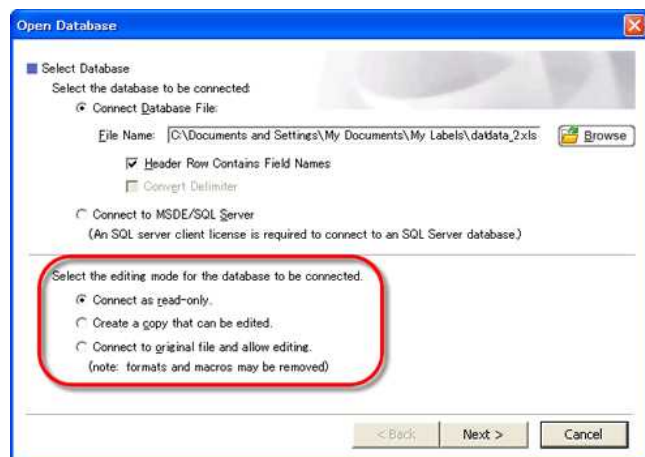 Open Database
Select Database
Select the database to be connected
Connect Database File:
File Name: C:\Documents and Settings\My Documents\My Labels\datdata_2.xls Browse
Header Row Contains Field Names
Convert Delimiter
Connect to MSDE/SQL Server
(An SQL server client license is required to connect to an SQL Server database.)
Select the editing mode for the database to be connected.
Connect as read-only.
Create a copy that can be edited.
Connect to original file and allow editing.
(note: formats and macros may be removed)
< Back Next > Cancel